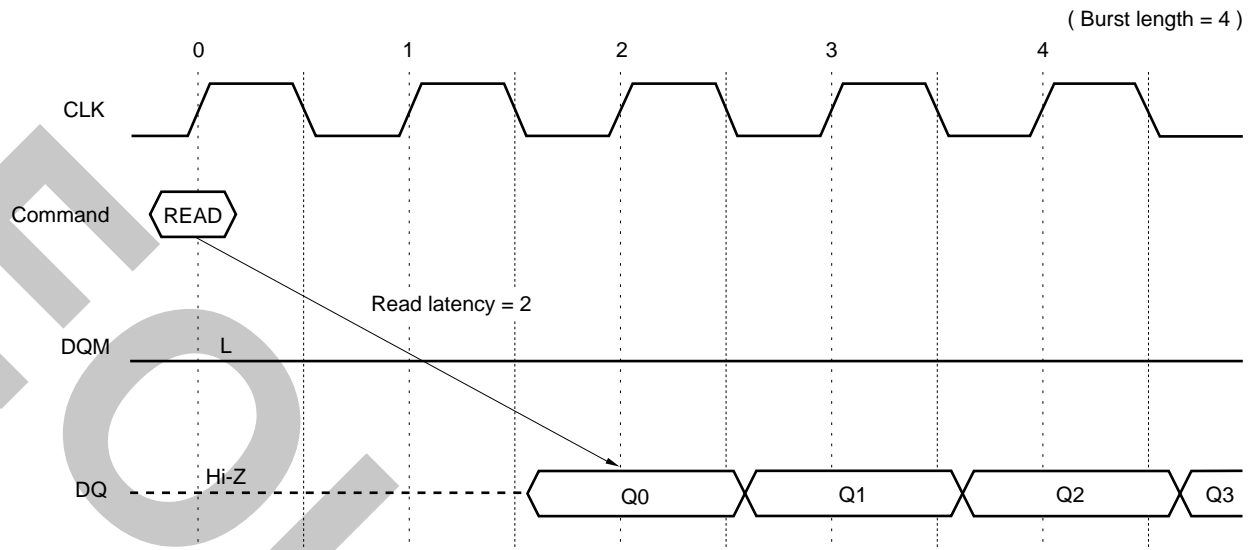 ( Burst length = 4 )
0 1 2 3 4
CLK
Command READ
Read latency = 2
DQM L
DQ Hi-Z Q0 Q1 Q2 Q3